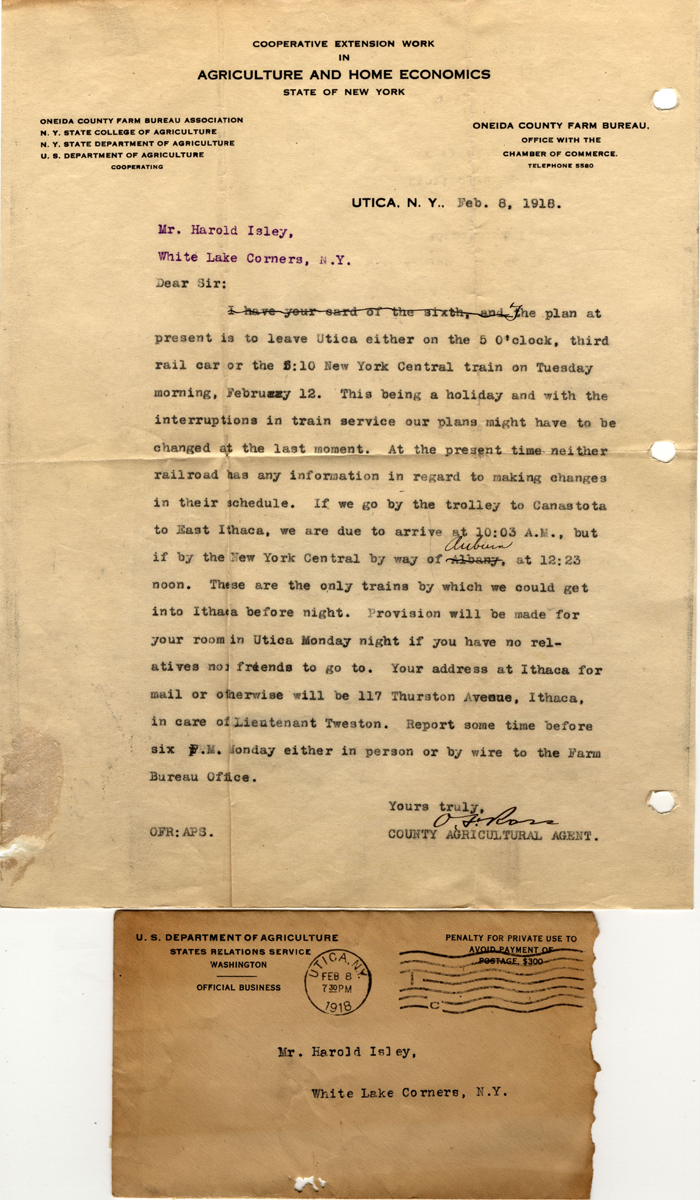 COOPERATIVE EXTENSION WORK
IN
AGRICULTURE AND HOME ECONOMICS
STATE OF NEW YORK
ONEIDA COUNTY FARM BUREAU ASSOCIATION
N. Y. STATE COLLEGE OF AGRICULTURE
N. Y. STATE DEPARTMENT OF AGRICULTURE
U. S. DEPARTMENT OF AGRICULTURE
COOPERATING
ONEIDA COUNTY FARM BUREAU,
OFFICE WITH THE
CHAMBER OF COMMERCE.
TELEPHONE 5580
UTICA, N. Y., Feb. 8, 1918.
Mr. Harold Isley,
White Lake Corners, N.Y.
Dear Sir:
I have your card of the sixth, and The plan at
present is to leave Utica either on the 5 O'clock, third
rail car or the 5:10 New York Central train on Tuesday
morning, February 12. This being a holiday and with the
interruptions in train service our plans might have to be
changed at the last moment. At the present time neither
railroad has any information in regard to making changes
in their schedule. If we go by the trolley to Canastota
to East Ithaca, we are due to arrive at 10:03 A.M., but
Auburn
if by the New York Central by way of Albany, at 12:23
noon. These are the only trains by which we could get
into Ithaca before night. Provision will be made for
your room in Utica Monday night if you have no rel-
atives nor friends to go to. Your address at Ithaca for
mail or otherwise will be 117 Thurston Avenue, Ithaca,
in care of Lieutenant Tweston. Report some time before
six P.M. Monday either in person or by wire to the Farm
Bureau Office.
Yours truly,
O. F. Ross
OFR:APS.
COUNTY AGRICULTURAL AGENT.
U. S. DEPARTMENT OF AGRICULTURE
STATES RELATIONS SERVICE
WASHINGTON
OFFICIAL BUSINESS
UTICA, N.Y.
FEB 8
7 30 PM
1918
PENALTY FOR PRIVATE USE TO
AVOID PAYMENT OF
POSTAGE, $300
C
Mr. Harold Isley,
White Lake Corners, N.Y.